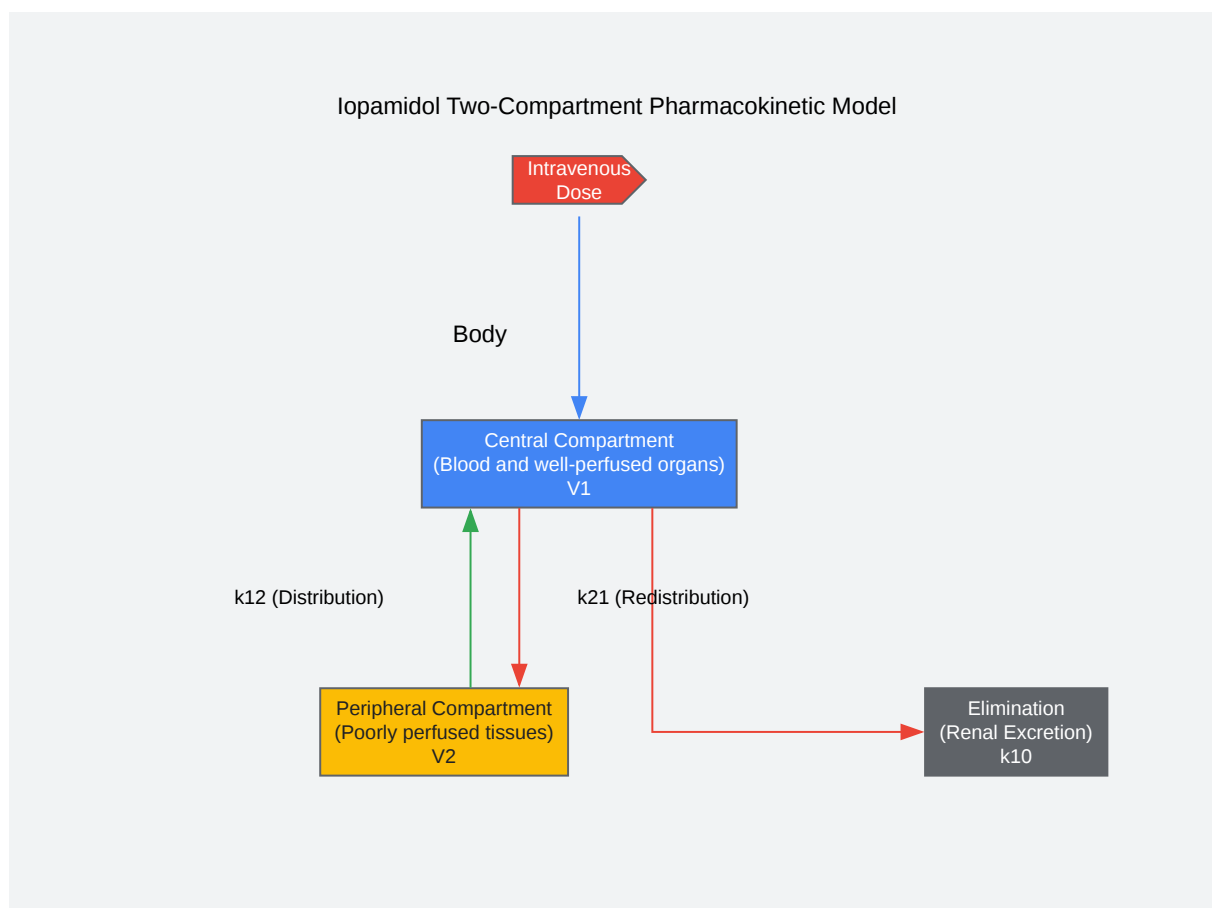 Iopamidol Two-Compartment Pharmacokinetic Model
Intravenous
Dose
Body
Central Compartment
(Blood and well-perfused organs)
V1
k12 (Distribution)
k21 (Redistribution)
Peripheral Compartment
(Poorly perfused tissues)
V2
Elimination
(Renal Excretion)
k10